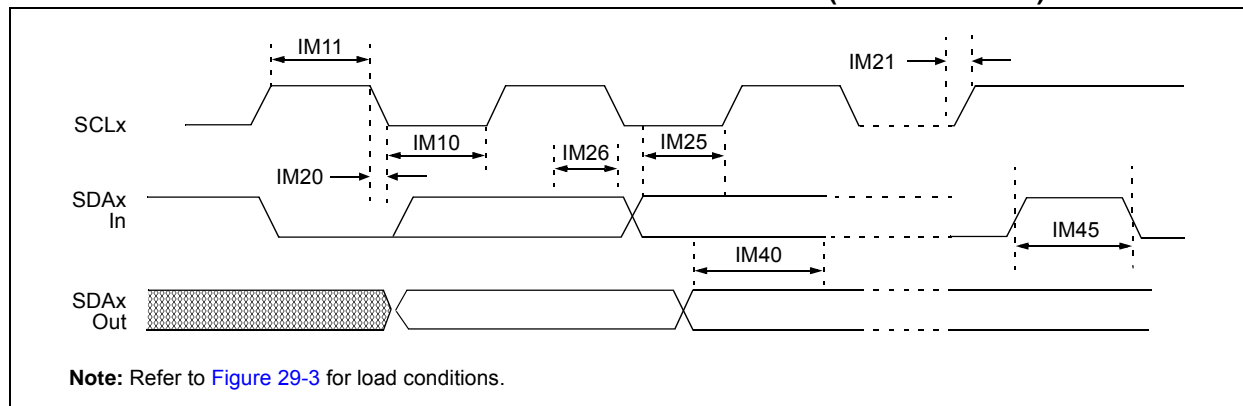 IM11
IM21
SCLx
IM10
IM26
IM25
IM20
SDAx
In
IM45
IM40
SDAx
Out
Note: Refer to Figure 29-3 for load conditions.